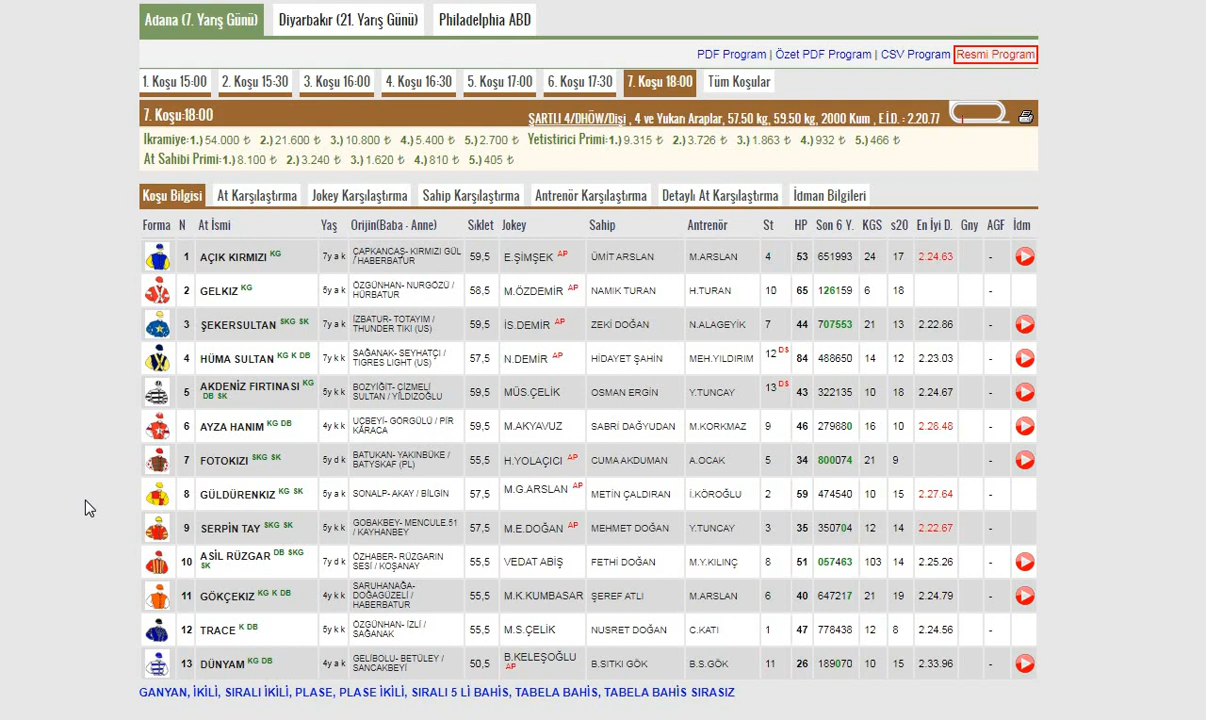 Adana (7. Yarış Günü) Diyarbakır (21. Yarış Günü) Philadelphia ABD
PDF Program | Özet PDF Program | CSV Program Resmi Program
1. Koşu 15:00 2. Koşu 15:30 3. Koşu 16:00 4. Koşu 16:30 5. Koşu 17:00 6. Koşu 17:30 7. Koşu 18:00 Tüm Koşular
7. Koşu:18:00 ŞARTLI 4/DHÖW/Dişi , 4 ve Yukarı Araplar, 57.50 kg, 59.50 kg, 2000 Kum , E.İ.D. : 2.20.77
Ikramiye: 1.) 54.000 ₺ 2.) 21.600 ₺ 3.) 10.800 ₺ 4.) 5.400 ₺ 5.) 2.700 ₺ Yetistirici Primi: 1.) 9.315 ₺ 2.) 3.726 ₺ 3.) 1.863 ₺ 4.) 932 ₺ 5.) 466 ₺
At Sahibi Primi: 1.) 8.100 ₺ 2.) 3.240 ₺ 3.) 1.620 ₺ 4.) 810 ₺ 5.) 405 ₺
Koşu Bilgisi At Karşılaştırma Jokey Karşılaştırma Sahip Karşılaştırma Antrenör Karşılaştırma Detaylı At Karşılaştırma İdman Bilgileri
Forma N At İsmi Yaş Orijin(Baba - Anne) Sıklet Jokey Sahip Antrenör St HP Son 6 Y. KGS s20 En İyi D. Gny AGF İdm
1 AÇIK KIRMIZI KG 7y a k ÇAPKANCAŞ- KIRMIZI GÜL / HABERBATUR 59,5 E.ŞİMŞEK AP ÜMİT ARSLAN M.ARSLAN 4 53 651993 24 17 2.24.63 -
2 GELKIZ KG 5y a k ÖZGÜNHAN- NURGÖZÜ / HÜRBATUR 58,5 M.ÖZDEMİR AP NAMIK TURAN H.TURAN 10 65 126159 6 18 -
3 ŞEKERSULTAN SKG SK 7y a k İZBATUR- TOTAYIM / THUNDER TIKI (US) 59,5 İS.DEMİR AP ZEKİ DOĞAN N.ALAGEYİK 7 44 707553 21 13 2.22.86 -
4 HÜMA SULTAN KG K DB 7y k k SAĞANAK- SEYHATÇI / TIGRES LIGHT (US) 57,5 N.DEMİR AP HİDAYET ŞAHİN MEH.YILDIRIM 12 DS 84 488650 14 12 2.23.03 -
5 AKDENİZ FIRTINASI KG DB SK 5y k k BOZYİĞİT- ÇİZMELİ SULTAN / YILDIZOĞLU 59,5 MÜS.ÇELİK OSMAN ERGİN Y.TUNCAY 13 DS 43 322135 10 18 2.24.67 -
6 AYZA HANIM KG DB 4y k k UÇBEYİ- GÖRGÜLÜ / PİR KARACA 57,5 M.AKYAVUZ SABRİ DAĞYUDAN M.KORKMAZ 9 46 279880 16 10 2.28.48 -
7 FOTOKIZI SKG SK 5y d k BATUKAN- YAKINBÜKE / BATYSKAF (PL) 55,5 H.YOLAÇICI AP CUMA AKDUMAN A.OCAK 5 34 800074 21 9 -
8 GÜLDÜRENKIZ KG SK 5y a k SONALP- AKAY / BİLGİN 57,5 M.G.ARSLAN AP METİN ÇALDIRAN İ.KÖROĞLU 2 59 474540 10 15 2.27.64 -
9 SERPİN TAY SKG SK 5y k k GOBAKBEY- MENCULE.51 / KAYHANBEY 57,5 M.E.DOĞAN AP MEHMET DOĞAN Y.TUNCAY 3 35 350704 12 14 2.22.67 -
10 ASİL RÜZGAR DB SKG SK 7y d k ÖZHABER- RÜZGARIN SESİ / KOŞANAY 55,5 VEDAT ABİŞ FETHİ DOĞAN M.Y.KILINÇ 8 51 057463 103 14 2.25.26 -
11 GÖKÇEKIZ KG K DB 4y k k SARUHANAĞA- DOĞAGÜZELİ / HABERBATUR 55,5 M.K.KUMBASAR ŞEREF ATLI M.ARSLAN 6 40 647217 21 19 2.24.79 -
12 TRACE K DB 5y k k ÖZGÜNHAN- İZLİ / SAĞANAK 55,5 M.S.ÇELİK NUSRET DOĞAN C.KATI 1 47 778438 12 8 2.24.56 -
13 DÜNYAM KG DB 4y a k GELİBOLU- BETÜLEY / SANCAKBEYİ 50,5 B.KELEŞOĞLU AP B.SITKI GÖK B.S.GÖK 11 26 189070 10 15 2.33.96 -
GANYAN, İKİLİ, SIRALI İKİLİ, PLASE, PLASE İKİLİ, SIRALI 5 Lİ BAHİS, TABELA BAHİS, TABELA BAHİS SIRASIZ